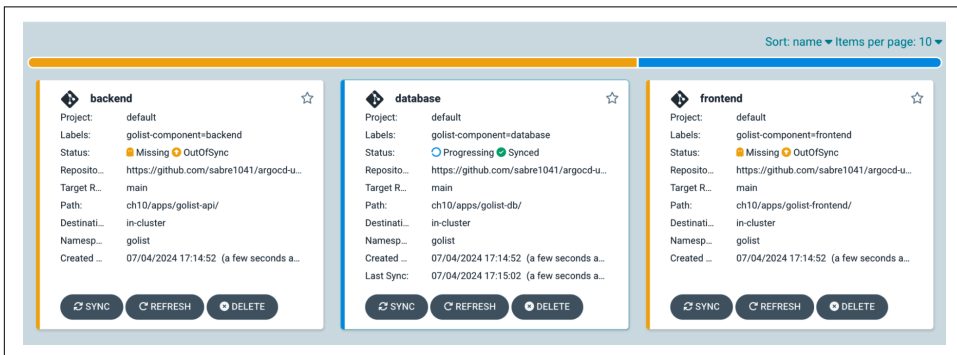 Sort: name Items per page: 10
backend
Project: default
Labels: golist-component=backend
Status: Missing OutOfSync
Reposito... https://github.com/sabre1041/argocd-u...
Target R... main
Path: ch10/apps/golist-api/
Destinati... in-cluster
Namesp... golist
Created ... 07/04/2024 17:14:52 (a few seconds a...
SYNC REFRESH DELETE
database
Project: default
Labels: golist-component=database
Status: Progressing Synced
Reposito... https://github.com/sabre1041/argocd-u...
Target R... main
Path: ch10/apps/golist-db/
Destinati... in-cluster
Namesp... golist
Created ... 07/04/2024 17:14:52 (a few seconds a...
Last Sync: 07/04/2024 17:15:02 (a few seconds a...
SYNC REFRESH DELETE
frontend
Project: default
Labels: golist-component=frontend
Status: Missing OutOfSync
Reposito... https://github.com/sabre1041/argocd-u...
Target R... main
Path: ch10/apps/golist-frontend/
Destinati... in-cluster
Namesp... golist
Created ... 07/04/2024 17:14:52 (a few seconds a...
SYNC REFRESH DELETE